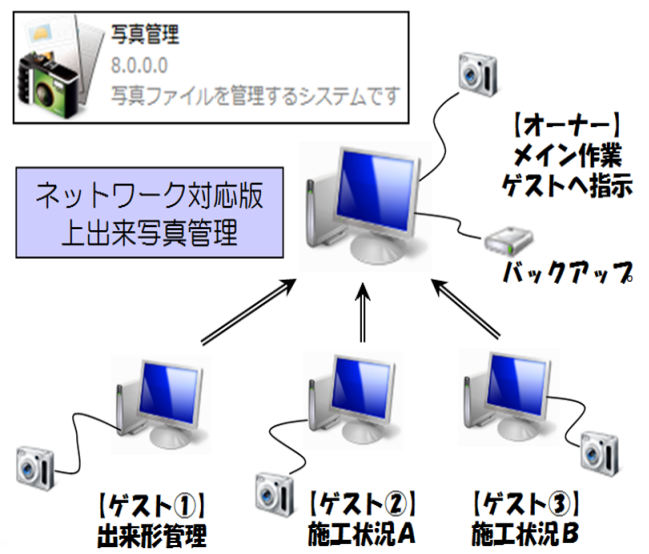 写真管理
8.0.0.0
写真ファイルを管理するシステムです
ネットワーク対応版
上出来写真管理
【オーナー】
メイン作業
ゲストへ指示
バックアップ
【ゲスト①】
出来形管理
【ゲスト②】
施工状況A
【ゲスト③】
施工状況B